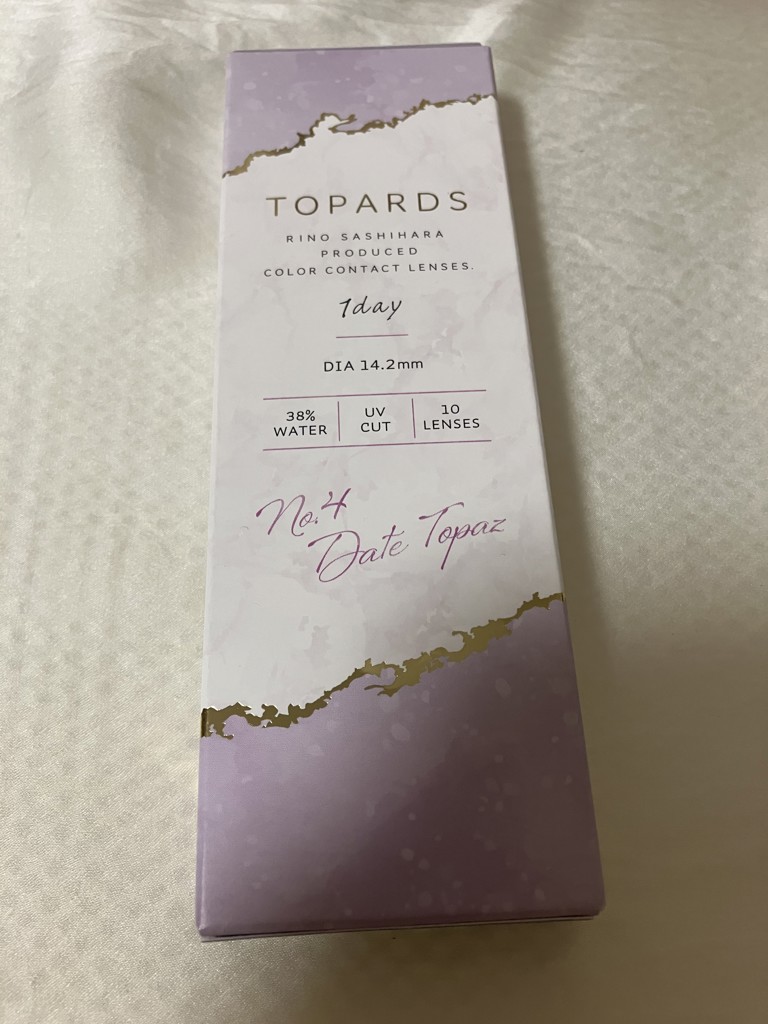 TOPARDS
RINO SASHIHARA
PRODUCED
COLOR CONTACT LENSES.
1day
DIA 14.2mm
38% WATER
UV CUT
10 LENSES
No.4
Date Topaz